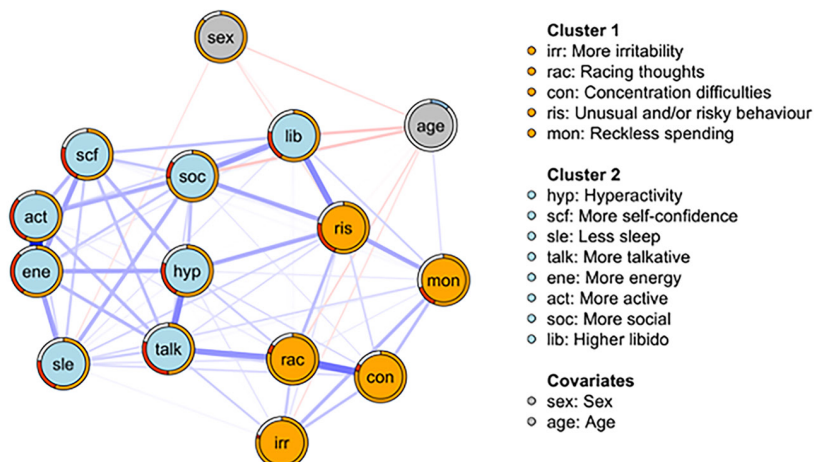 sex
age
lib
scf
soc
act
ris
ene
hyp
mon
talk
sle
rac
con
irr
Cluster 1
irr: More irritability
rac: Racing thoughts
con: Concentration difficulties
ris: Unusual and/or risky behaviour
mon: Reckless spending
Cluster 2
hyp: Hyperactivity
scf: More self-confidence
sle: Less sleep
talk: More talkative
ene: More energy
act: More active
soc: More social
lib: Higher libido
Covariates
sex: Sex
age: Age